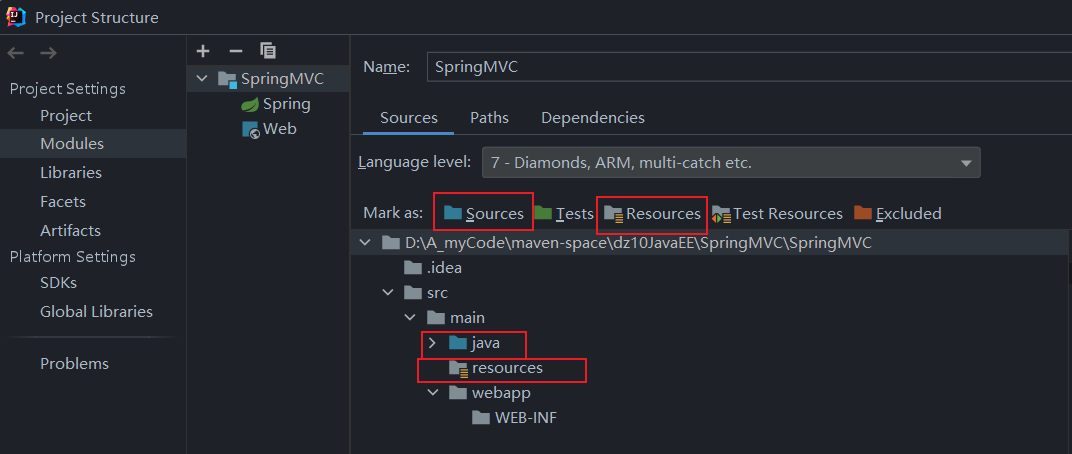 Project Structure
Project Settings
Project
Modules
Libraries
Facets
Artifacts
Platform Settings
SDKs
Global Libraries
Problems
SpringMVC
Spring
Web
Name: SpringMVC
Sources Paths Dependencies
Language level: 7 - Diamonds, ARM, multi-catch etc.
Mark as: Sources Tests Resources Test Resources Excluded
D:\A_myCode\maven-space\dz10JavaEE\SpringMVC\SpringMVC
.idea
src
main
java
resources
webapp
WEB-INF